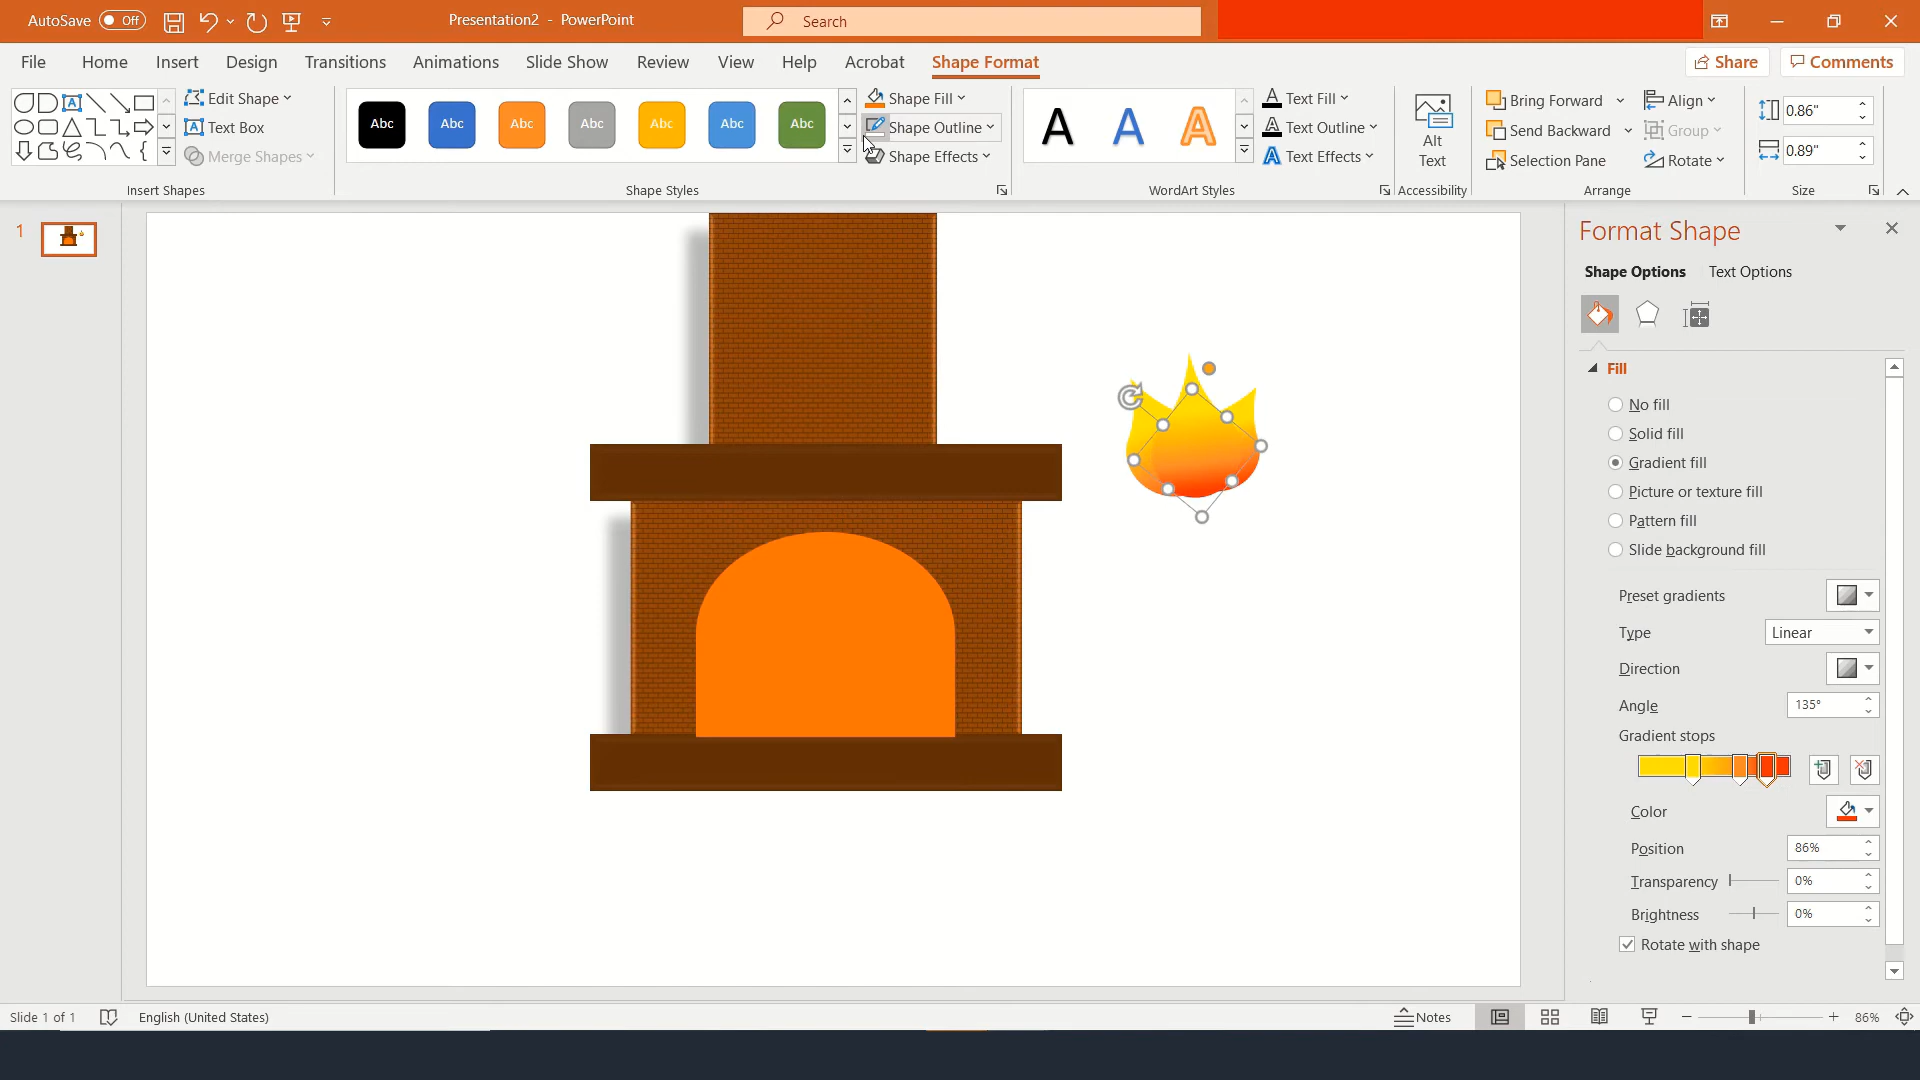 AutoSave Off Presentation2 - PowerPoint Search
File Home Insert Design Transitions Animations Slide Show Review View Help Acrobat Shape Format Share Comments
Edit Shape
Text Box
Merge Shapes
Insert Shapes
Abc Abc Abc Abc Abc Abc Abc
Shape Fill
Shape Outline
Shape Effects
Shape Styles
A A A
Text Fill
Text Outline
Text Effects
WordArt Styles
Alt
Text
Accessibility
Bring Forward
Send Backward
Selection Pane
Align
Group
Rotate
Arrange
0.86"
0.89"
Size
1
Format Shape
Shape Options Text Options
Fill
No fill
Solid fill
Gradient fill
Picture or texture fill
Pattern fill
Slide background fill
Preset gradients
Type Linear
Direction
Angle 135°
Gradient stops
Color
Position 86%
Transparency 0%
Brightness 0%
Rotate with shape
Slide 1 of 1 English (United States) Notes 86%